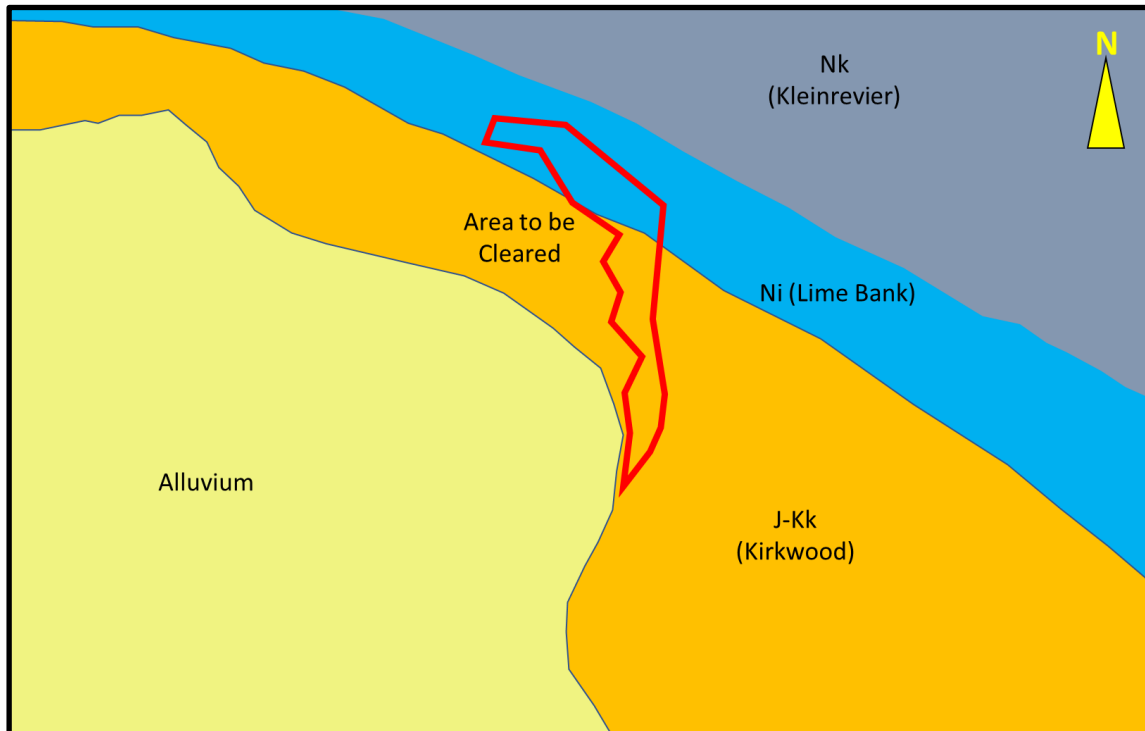 Nk
(Kleinrevier)
N
Area to be
Cleared
Ni (Lime Bank)
Alluvium
J-Kk
(Kirkwood)